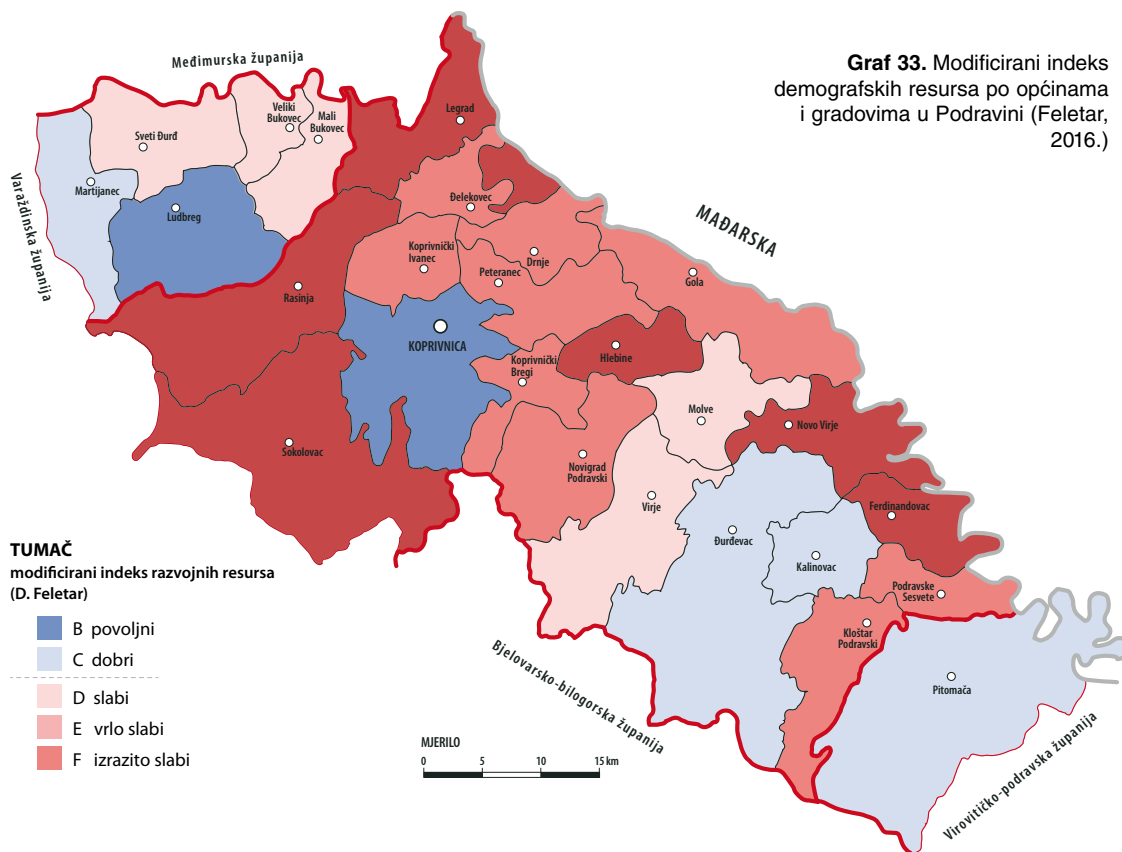 Graf 33. Modificirani indeks
demografskih resursa po općinama
i gradovima u Podravini (Feletar,
2016.)
Međimurska županija
Varaždinska županija
MAĐARSKA
Bjelovarsko-bilogorska županija
Virovitičko-podravska županija
Legrad
Veliki
Bukovec
Mali
Bukovec
Sveti Đurđ
Martijanec
Ludbreg
Đelekovec
Koprivnički
Ivanec
Drnje
Peteranec
Gola
Rasinja
KOPRIVNICA
Hlebine
Koprivnički
Bregi
Molve
Novo Virje
Sokolovac
Novigrad
Podravski
Virje
Ferdinandovac
Đurđevac
Kalinovac
Podravske
Sesvete
Kloštar
Podravski
Pitomača
TUMAČ
modificirani indeks razvojnih resursa
(D. Feletar)
B povoljni
C dobri
D slabi
E vrlo slabi
F izrazito slabi
MJERILO
0 5 10 15 km